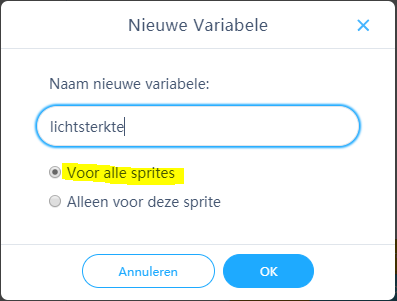 Nieuwe Variabele
Naam nieuwe variabele:
lichtsterkte
Voor alle sprites
Alleen voor deze sprite
Annuleren OK